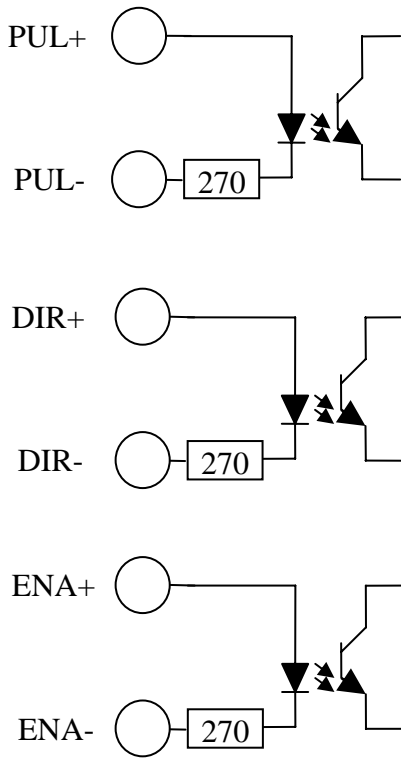 PUL+
PUL- 270
DIR+
DIR- 270
ENA+
ENA- 270